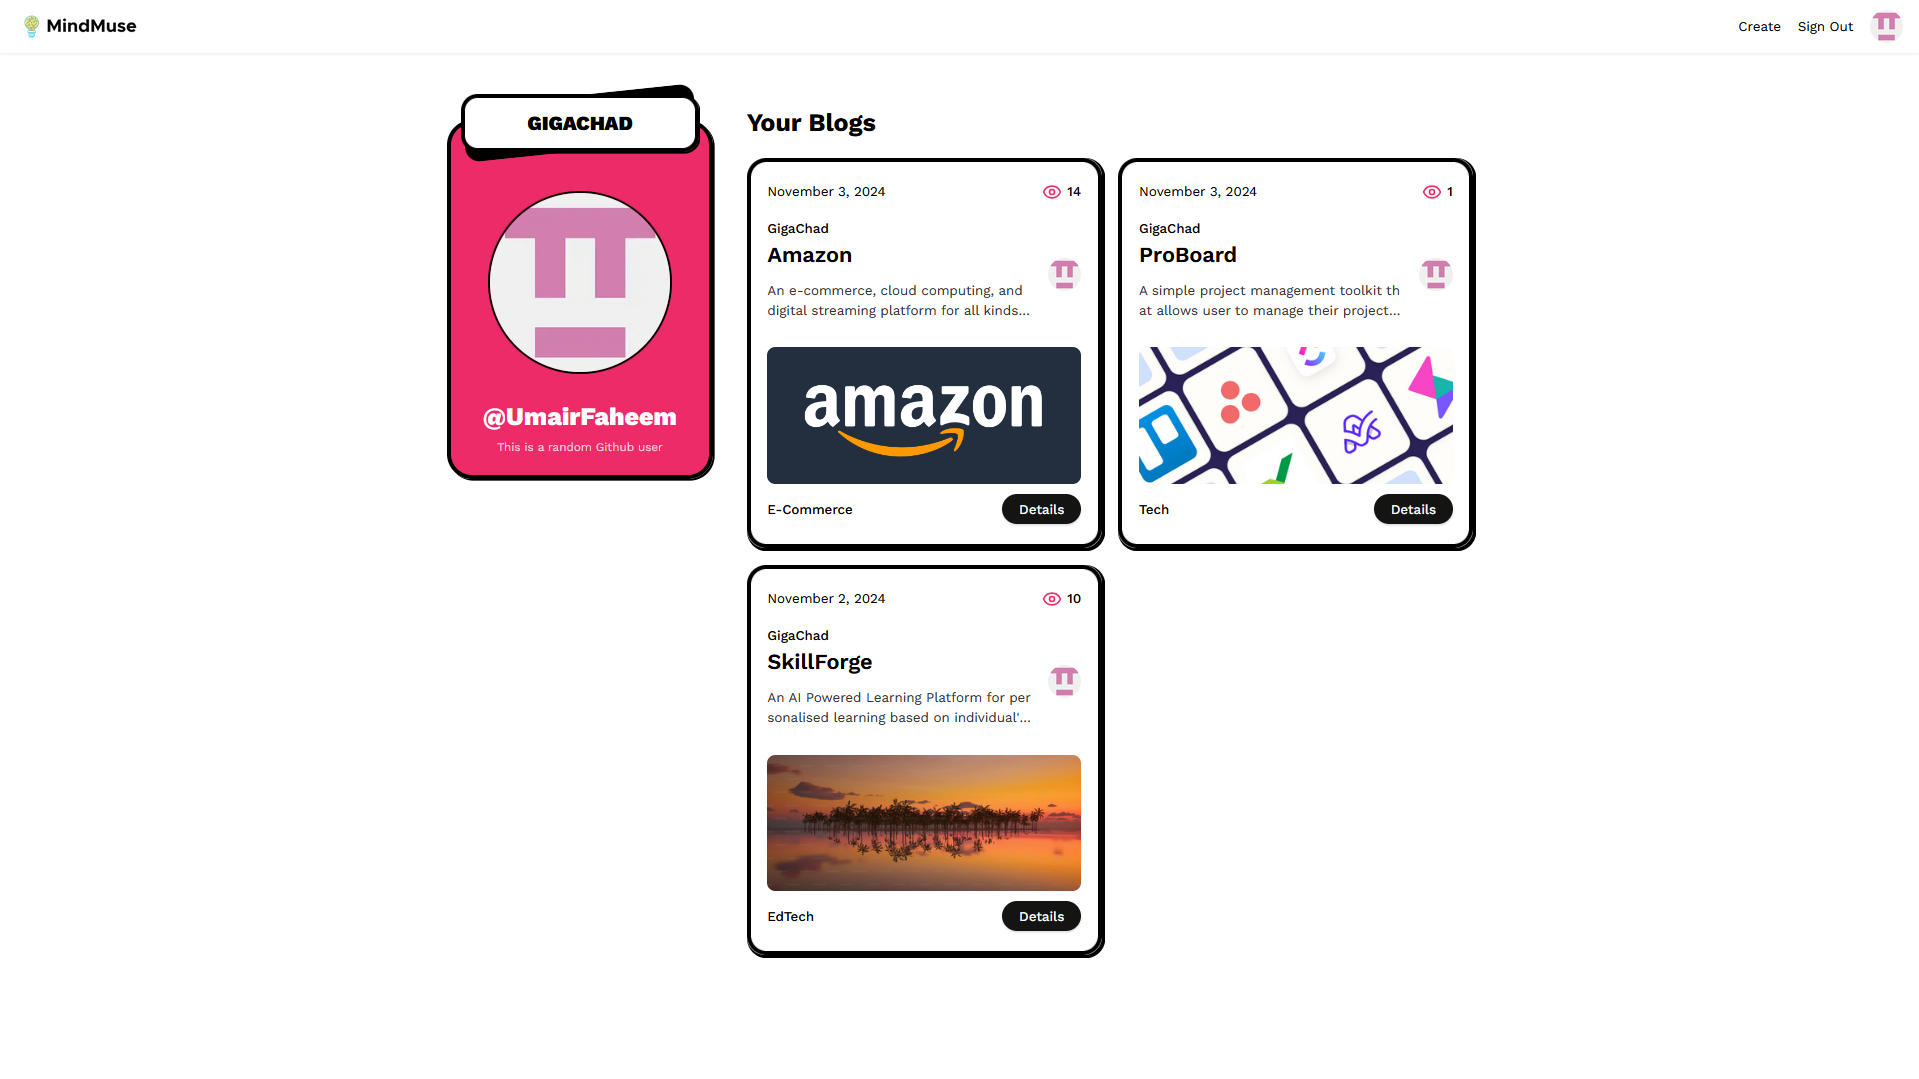 MindMuse
Create
Sign Out
GIGACHAD
@UmairFaheem
This is a random Github user
Your Blogs
November 3, 2024
14
GigaChad
Amazon
An e-commerce, cloud computing, and
digital streaming platform for all kinds...
amazon
E-Commerce
Details
November 3, 2024
1
GigaChad
ProBoard
A simple project management toolkit th
at allows user to manage their project...
Tech
Details
November 2, 2024
10
GigaChad
SkillForge
An AI Powered Learning Platform for per
sonalised learning based on individual'...
EdTech
Details